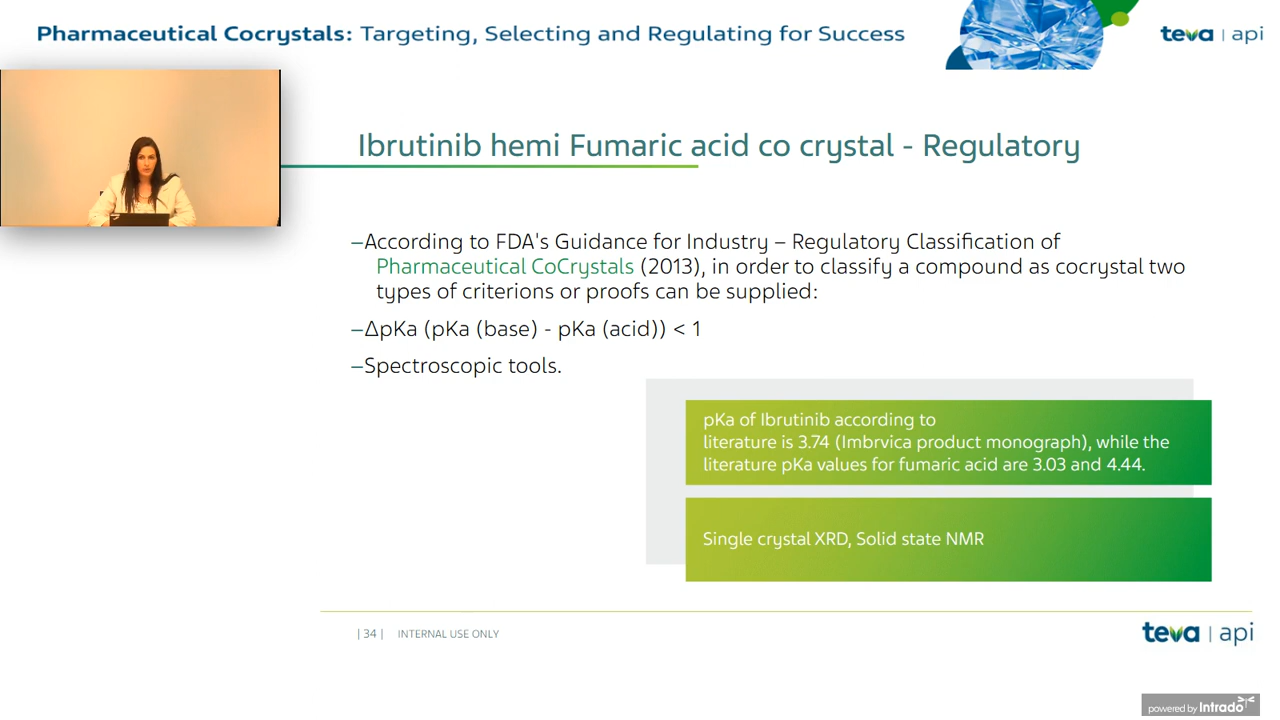 Pharmaceutical Cocrystals: Targeting, Selecting and Regulating for Success
teva | api
Ibrutinib hemi Fumaric acid co crystal - Regulatory
–According to FDA's Guidance for Industry – Regulatory Classification of
Pharmaceutical CoCrystals (2013), in order to classify a compound as cocrystal two
types of criterions or proofs can be supplied:
–ΔpKa (pKa (base) - pKa (acid)) < 1
–Spectroscopic tools.
pKa of Ibrutinib according to
literature is 3.74 (Imbrvica product monograph), while the
literature pKa values for fumaric acid are 3.03 and 4.44.
Single crystal XRD, Solid state NMR
| 34 | INTERNAL USE ONLY
teva | api
powered by Intrado